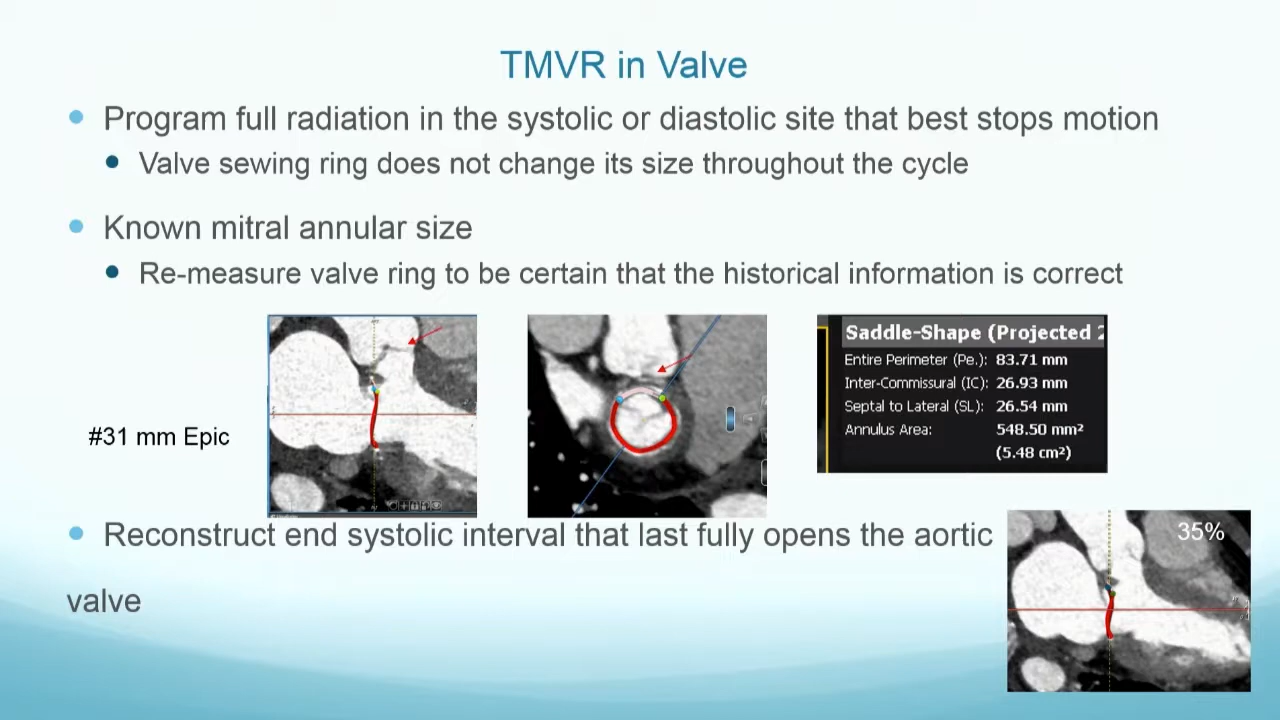 TMVR in Valve
Program full radiation in the systolic or diastolic site that best stops motion
Valve sewing ring does not change its size throughout the cycle
Known mitral annular size
Re-measure valve ring to be certain that the historical information is correct
Saddle-Shape (Projected
Entire Perimeter (Pe.): 83.71 mm
Inter-Commissural (IC): 26.93 mm
Septal to Lateral (SL): 26.54 mm
Annulus Area: 548.50 mm²
(5.48 cm²)
#31 mm Epic
Reconstruct end systolic interval that last fully opens the aortic
valve
35%